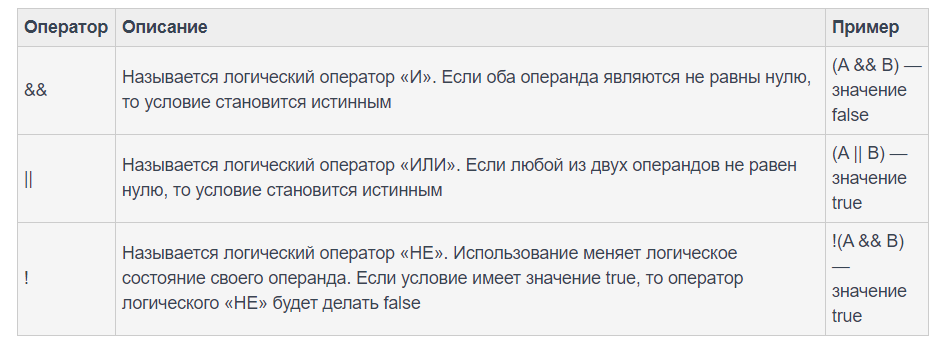 Оператор Описание Пример
&& Называется логический оператор «И». Если оба операнда являются не равны нулю,
то условие становится истинным
(A && B) —
значение
false
|| Называется логический оператор «ИЛИ». Если любой из двух операндов не равен
нулю, то условие становится истинным
(A || B) —
значение
true
! Называется логический оператор «НЕ». Использование меняет логическое
состояние своего операнда. Если условие имеет значение true, то оператор
логического «НЕ» будет делать false
!(A && B)
—
значение
true